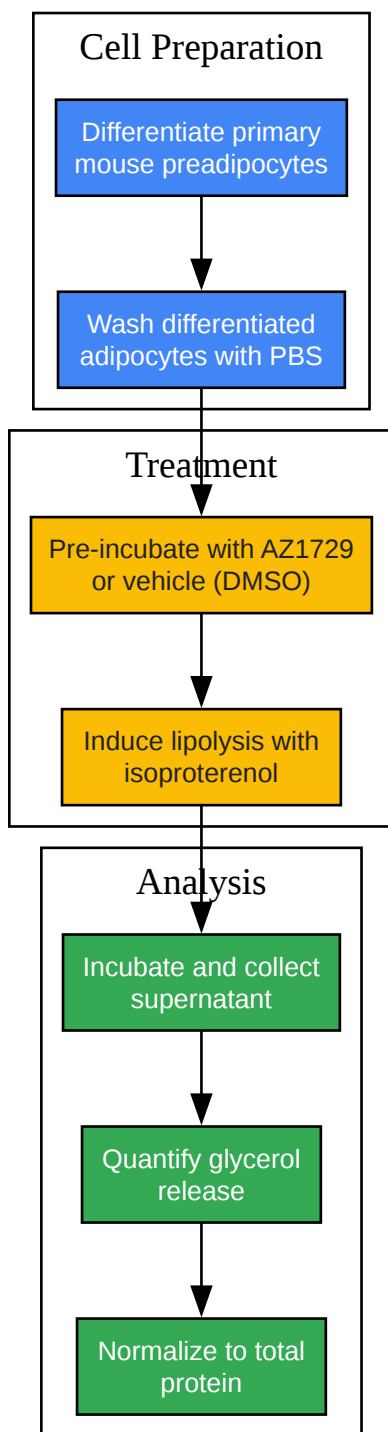 Cell Preparation
Differentiate primary
mouse preadipocytes
Wash differentiated
adipocytes with PBS
Treatment
Pre-incubate with AZ1729
or vehicle (DMSO)
Induce lipolysis with
isoproterenol
Analysis
Incubate and collect
supernatant
Quantify glycerol
release
Normalize to total
protein